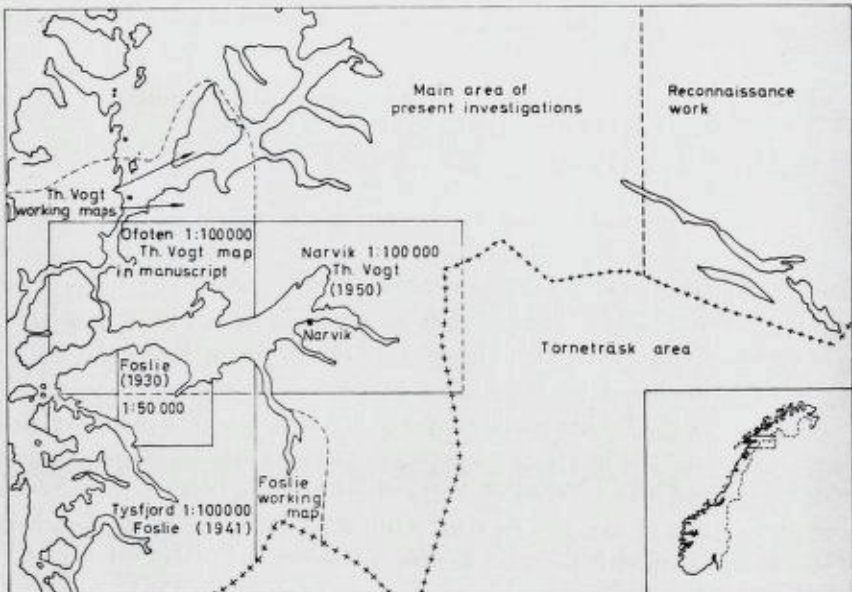 Main area of
present investigations
Reconnaissance
work
Th. Vogt
working maps
Ofoten 1:100000
Th. Vogt map
in manuscript
Narvik 1:100000
Th. Vogt
(1950)
Narvik
Torneträsk area
Foslie
(1930)
1:50 000
Foslie
working
map
Tysfjord 1:100000
Foslie (1941)